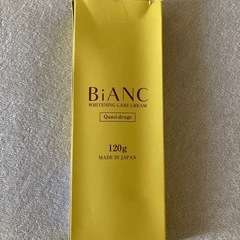 BiANC
WHITENING CARE CREAM
Quasi-drugs
120g
MADE IN JAPAN